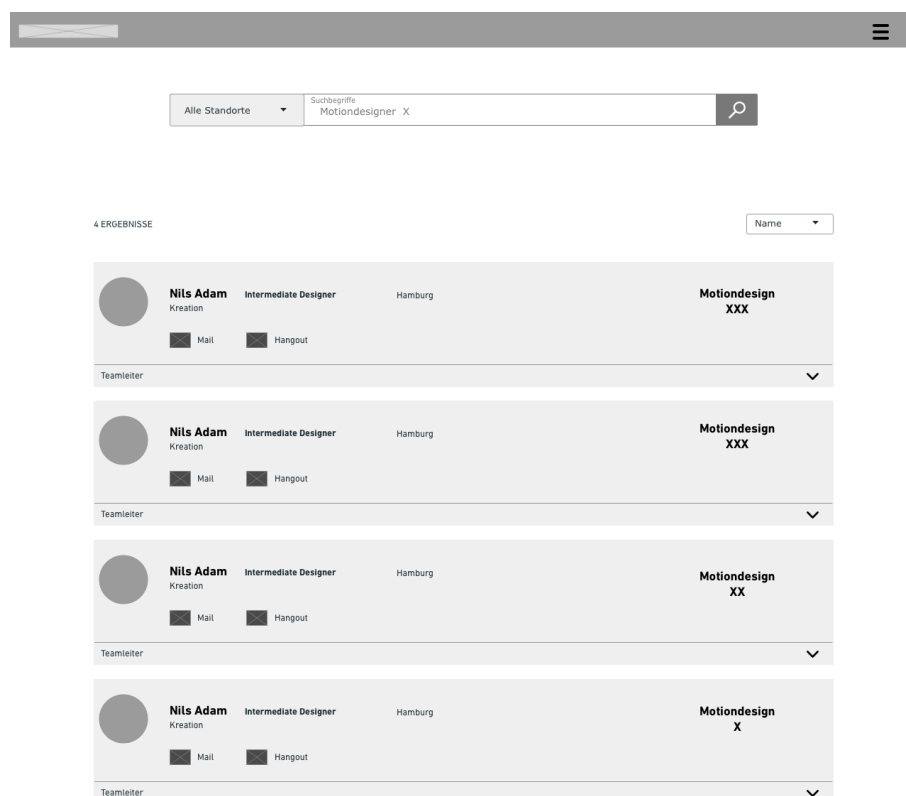 Alle Standorte
Suchbegriffe
Motiondesigner X
4 ERGEBNISSE
Name
Nils Adam Intermediate Designer Hamburg Motiondesign
Kreation XXX
Mail Hangout
Teamleiter
Nils Adam Intermediate Designer Hamburg Motiondesign
Kreation XXX
Mail Hangout
Teamleiter
Nils Adam Intermediate Designer Hamburg Motiondesign
Kreation XX
Mail Hangout
Teamleiter
Nils Adam Intermediate Designer Hamburg Motiondesign
Kreation X
Mail Hangout
Teamleiter